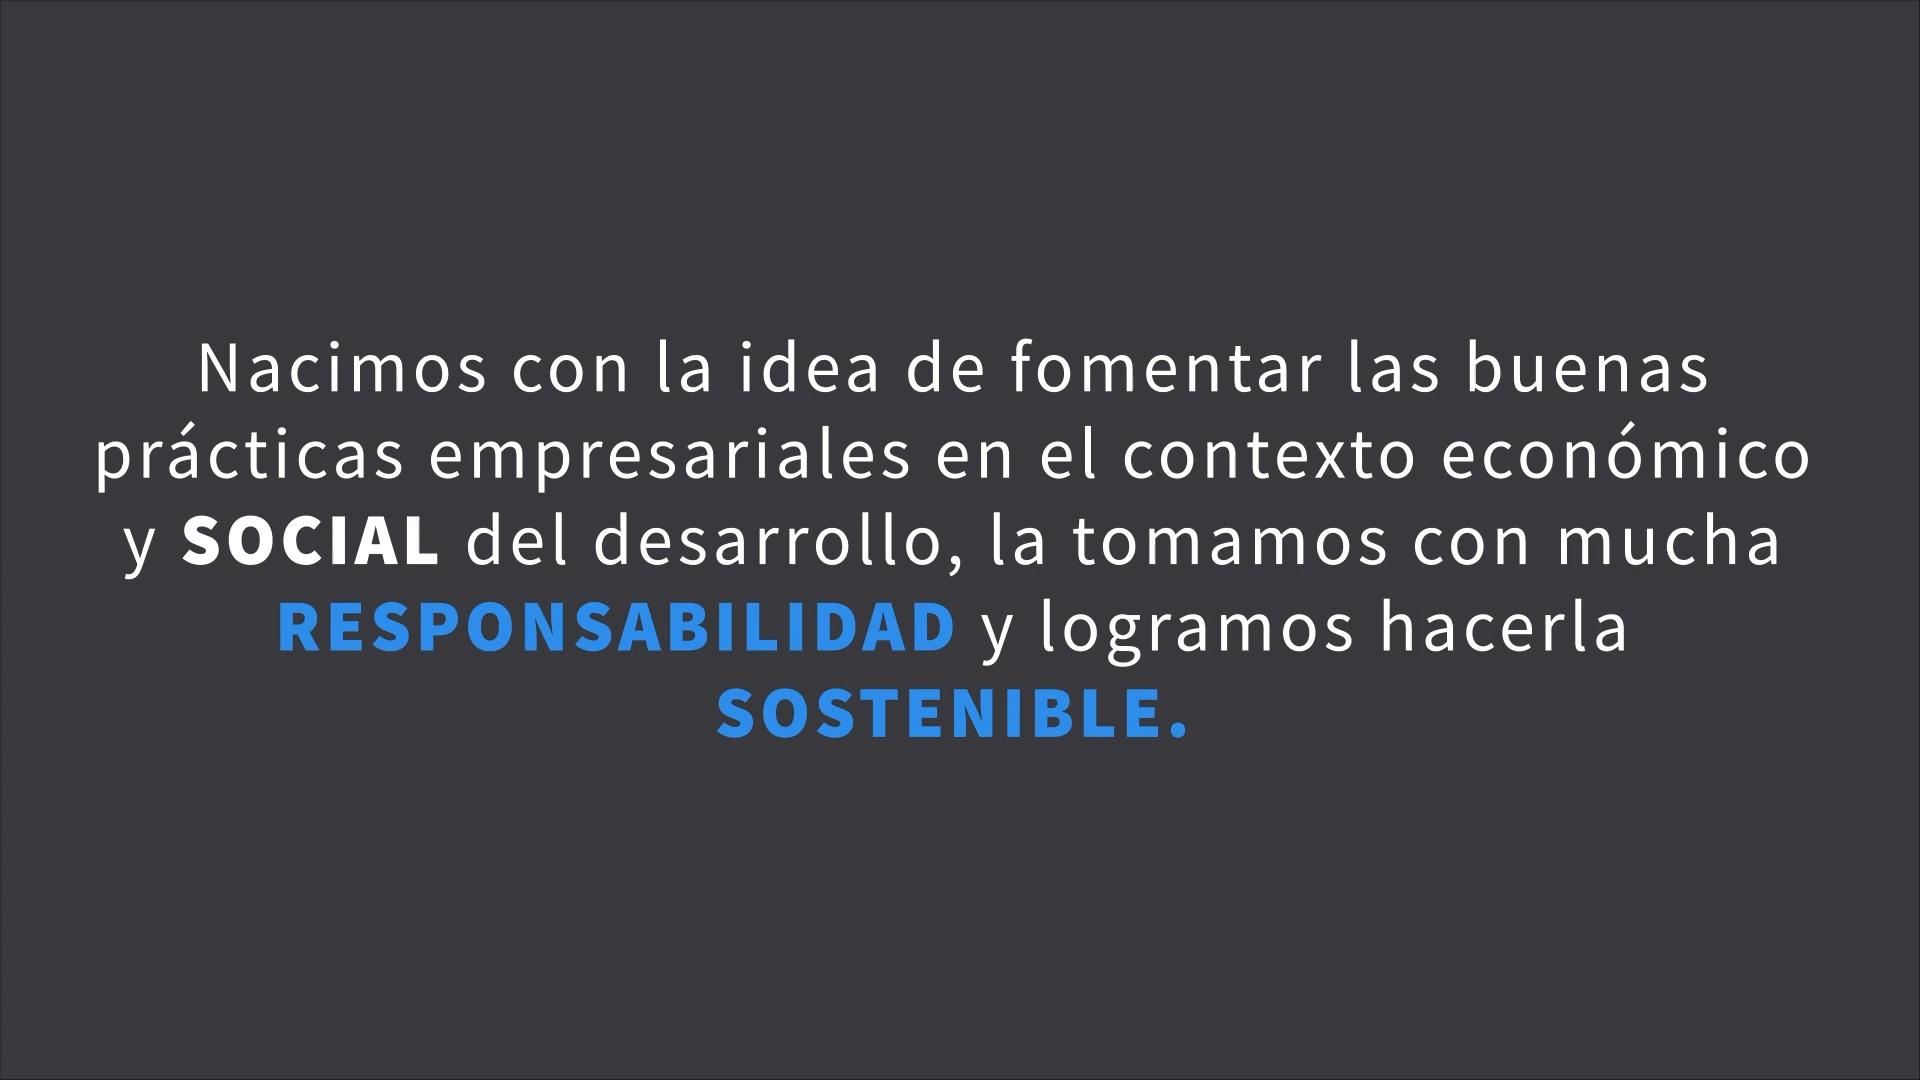 Nacimos con la idea de fomentar las buenas
prácticas empresariales en el contexto económico
y SOCIAL del desarrollo, la tomamos con mucha
RESPONSABILIDAD y logramos hacerla
SOSTENIBLE.